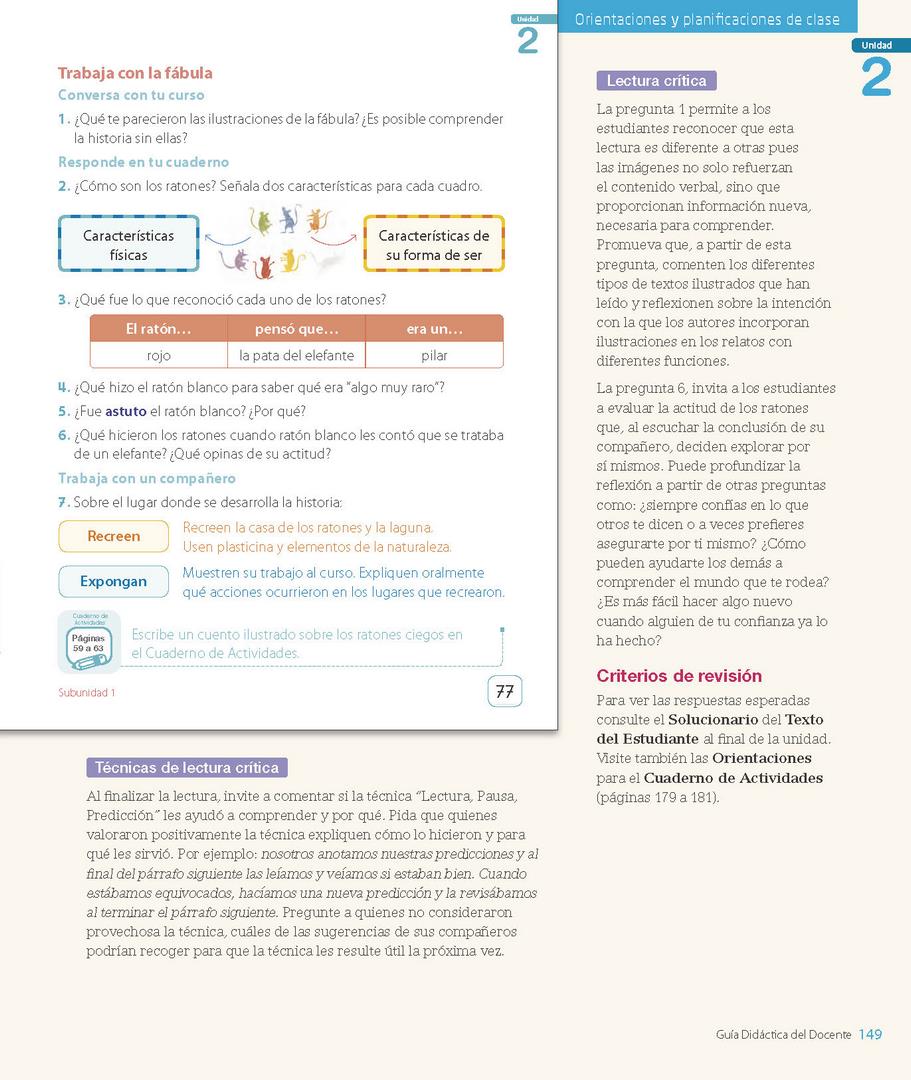 Unidad
2
Trabaja con la fábula
Conversa con tu curso
1. ¿Qué te parecieron las ilustraciones de la fábula? ¿Es posible comprender
la historia sin ellas?
Responde en tu cuaderno
2. ¿Cómo son los ratones? Señala dos características para cada cuadro.
Características
físicas
Características de
su forma de ser
3. ¿Qué fue lo que reconoció cada uno de los ratones?
El ratón… pensó que… era un…
rojo la pata del elefante pilar
4. ¿Qué hizo el ratón blanco para saber qué era “algo muy raro”?
5. ¿Fue astuto el ratón blanco? ¿Por qué?
6. ¿Qué hicieron los ratones cuando ratón blanco les contó que se trataba
de un elefante? ¿Qué opinas de su actitud?
Trabaja con un compañero
7. Sobre el lugar donde se desarrolla la historia:
Recreen
Recreen la casa de los ratones y la laguna.
Usen plasticina y elementos de la naturaleza.
Expongan
Muestren su trabajo al curso. Expliquen oralmente
qué acciones ocurrieron en los lugares que recrearon.
Cuaderno de
Actividades
Páginas
59 a 63
Escribe un cuento ilustrado sobre los ratones ciegos en
el Cuaderno de Actividades.
Subunidad 1
77
Técnicas de lectura crítica
Al finalizar la lectura, invite a comentar si la técnica “Lectura, Pausa,
Predicción” les ayudó a comprender y por qué. Pida que quienes
valoraron positivamente la técnica expliquen cómo lo hicieron y para
qué les sirvió. Por ejemplo: nosotros anotamos nuestras predicciones y al
final del párrafo siguiente las leíamos y veíamos si estaban bien. Cuando
estábamos equivocados, hacíamos una nueva predicción y la revisábamos
al terminar el párrafo siguiente. Pregunte a quienes no consideraron
provechosa la técnica, cuáles de las sugerencias de sus compañeros
podrían recoger para que la técnica les resulte útil la próxima vez.
Orientaciones y planificaciones de clase
Unidad
2
Lectura crítica
La pregunta 1 permite a los
estudiantes reconocer que esta
lectura es diferente a otras pues
las imágenes no solo refuerzan
el contenido verbal, sino que
proporcionan información nueva,
necesaria para comprender.
Promueva que, a partir de esta
pregunta, comenten los diferentes
tipos de textos ilustrados que han
leído y reflexionen sobre la intención
con la que los autores incorporan
ilustraciones en los relatos con
diferentes funciones.
La pregunta 6, invita a los estudiantes
a evaluar la actitud de los ratones
que, al escuchar la conclusión de su
compañero, deciden explorar por
sí mismos. Puede profundizar la
reflexión a partir de otras preguntas
como: ¿siempre confías en lo que
otros te dicen o a veces prefieres
asegurarte por ti mismo? ¿Cómo
pueden ayudarte los demás a
comprender el mundo que te rodea?
¿Es más fácil hacer algo nuevo
cuando alguien de tu confianza ya lo
ha hecho?
Criterios de revisión
Para ver las respuestas esperadas
consulte el Solucionario del Texto
del Estudiante al final de la unidad.
Visite también las Orientaciones
para el Cuaderno de Actividades
(páginas 179 a 181).
Guía Didáctica del Docente 149